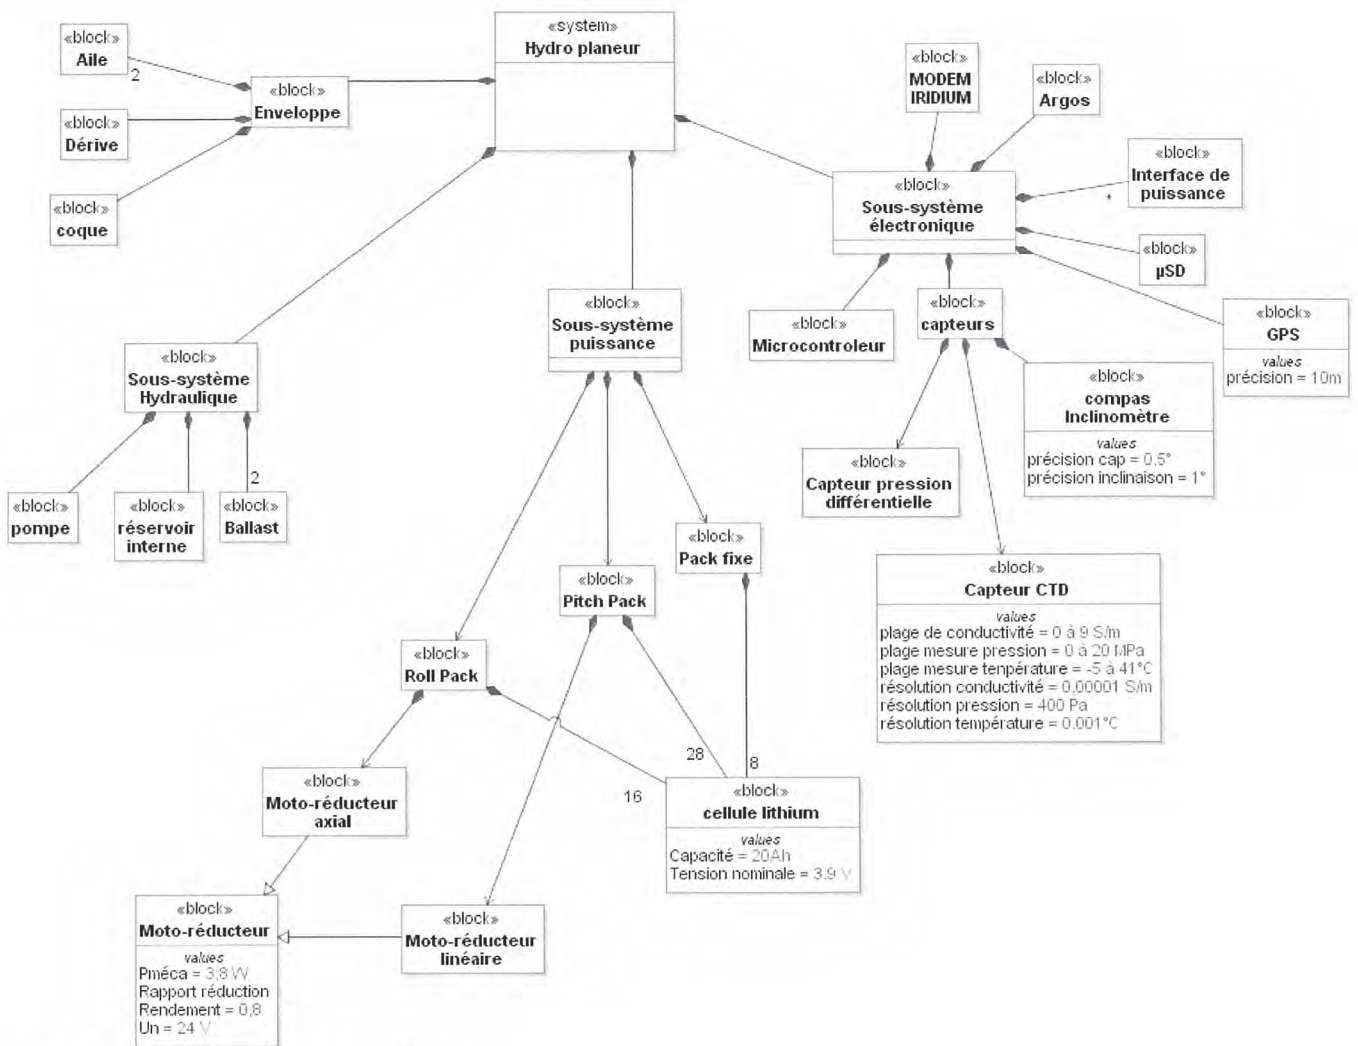 «system»
Hydro planeur
«block»
Aile
2
«block»
Enveloppe
«block»
Dérive
«block»
coque
«block»
MODEM
IRIDIUM
«block»
Argos
«block»
Interface de
puissance
*
«block»
Sous-système
électronique
«block»
µSD
«block»
GPS
values
précision = 10m
«block»
Microcontroleur
«block»
capteurs
«block»
compas
Inclinomètre
values
précision cap = 0,5°
précision inclinaison = 1°
«block»
Sous-système
puissance
«block»
Sous-système
Hydraulique
2
«block»
pompe
«block»
réservoir
interne
«block»
Ballast
«block»
Capteur pression
différentielle
«block»
Pack fixe
«block»
Pitch Pack
«block»
Roll Pack
«block»
Capteur CTD
values
plage de conductivité = 0 à 9 S/m
plage mesure pression = 0 à 20 MPa
plage mesure tenpérature = -5 à 41°C
résolution conductivité = 0,00001 S/m
résolution pression = 400 Pa
résolution température = 0.001°C
28
8
16
«block»
cellule lithium
values
Capacité = 20Ah
Tension nominale = 3.9 V
«block»
Moto-réducteur
axial
«block»
Moto-réducteur
values
Pméca = 3,8 W
Rapport réduction
Rendement = 0,8
Un = 24 V
«block»
Moto-réducteur
linéaire